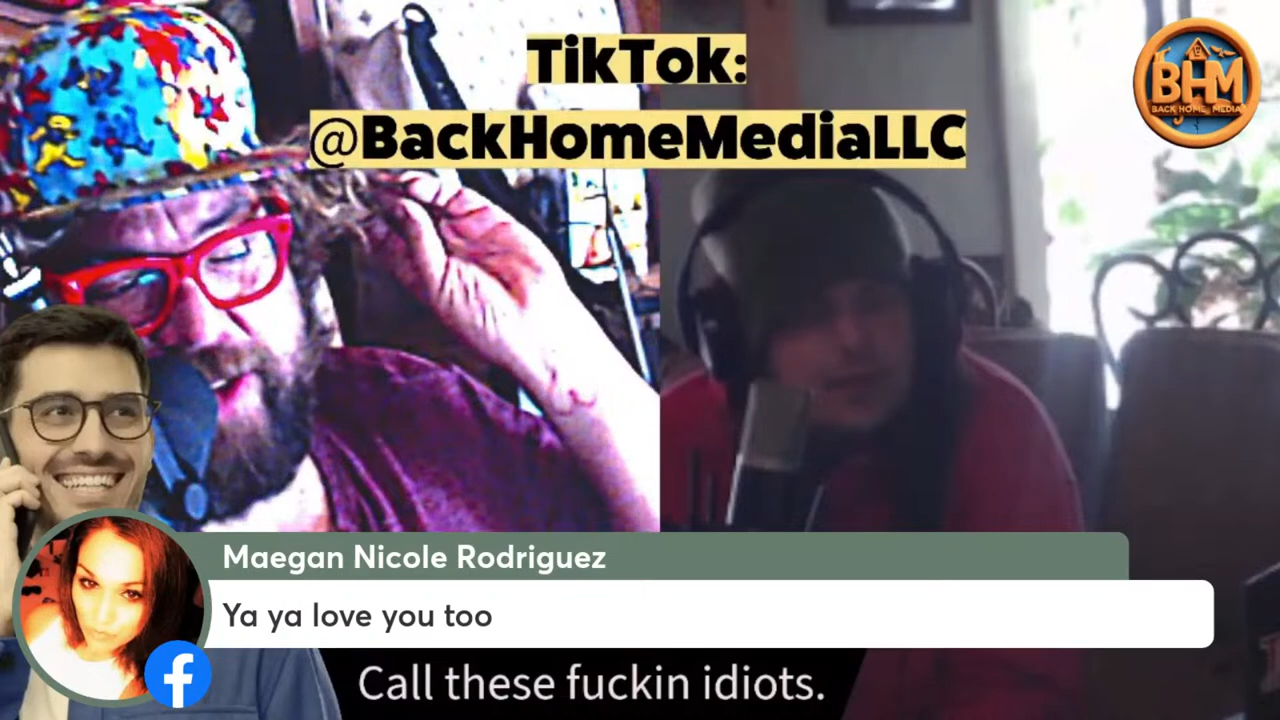 TikTok:
@BackHomeMediaLLC
BHM
BACK HOME MEDIA
Maegan Nicole Rodriguez
Ya ya love you too
Call these fuckin idiots.